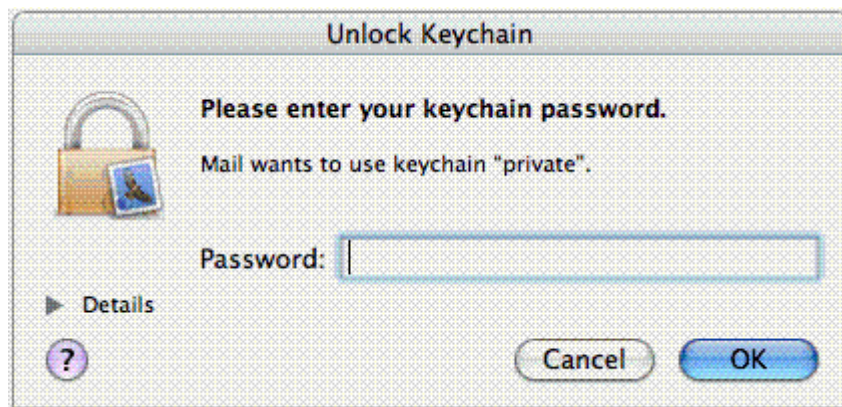 Unlock Keychain
Please enter your keychain password.
Mail wants to use keychain “private”.
Password:
Details
?
Cancel
OK